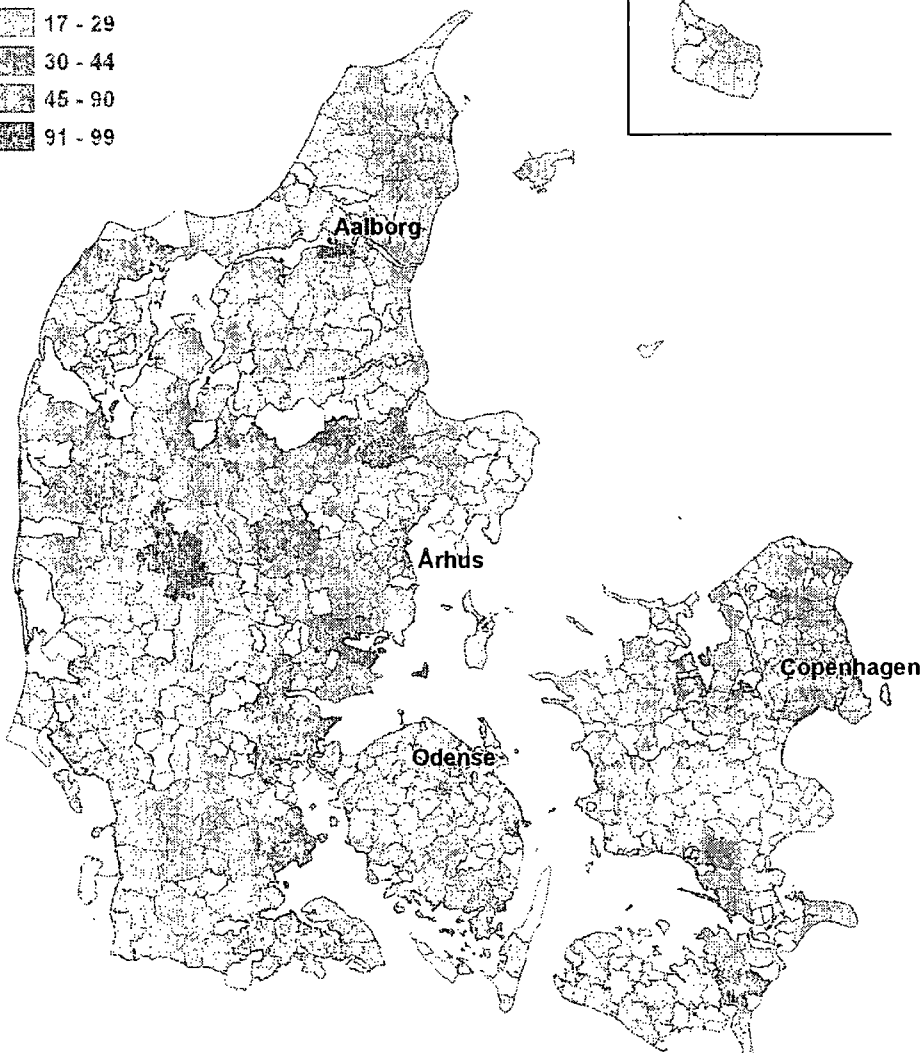 17 - 29
30 - 44
45 - 90
91 - 99
Aalborg
Århus
Copenhagen
Odense